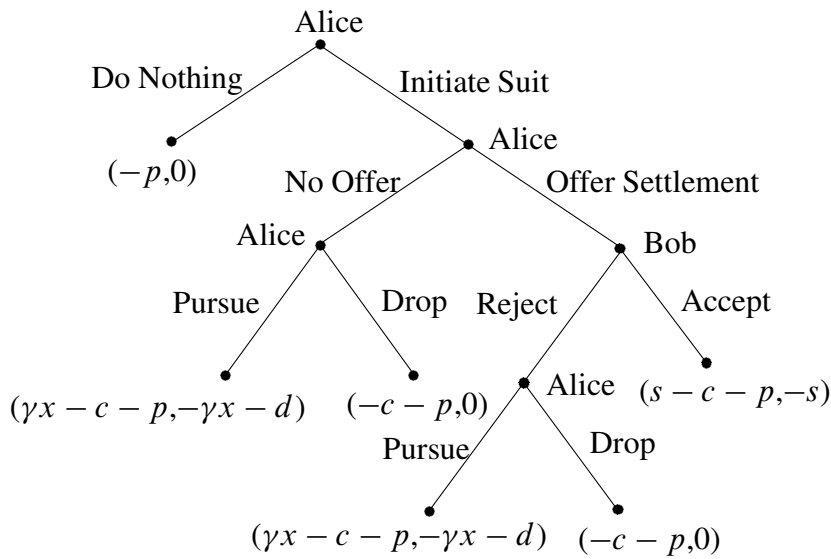 Alice
Do Nothing
Initiate Suit
Alice
(−p,0)
No Offer
Offer Settlement
Alice
Bob
Pursue
Drop
Reject
Accept
(γx − c − p,−γx − d)
(−c − p,0)
Alice
(s − c − p,−s)
Pursue
Drop
(γx − c − p,−γx − d)
(−c − p,0)